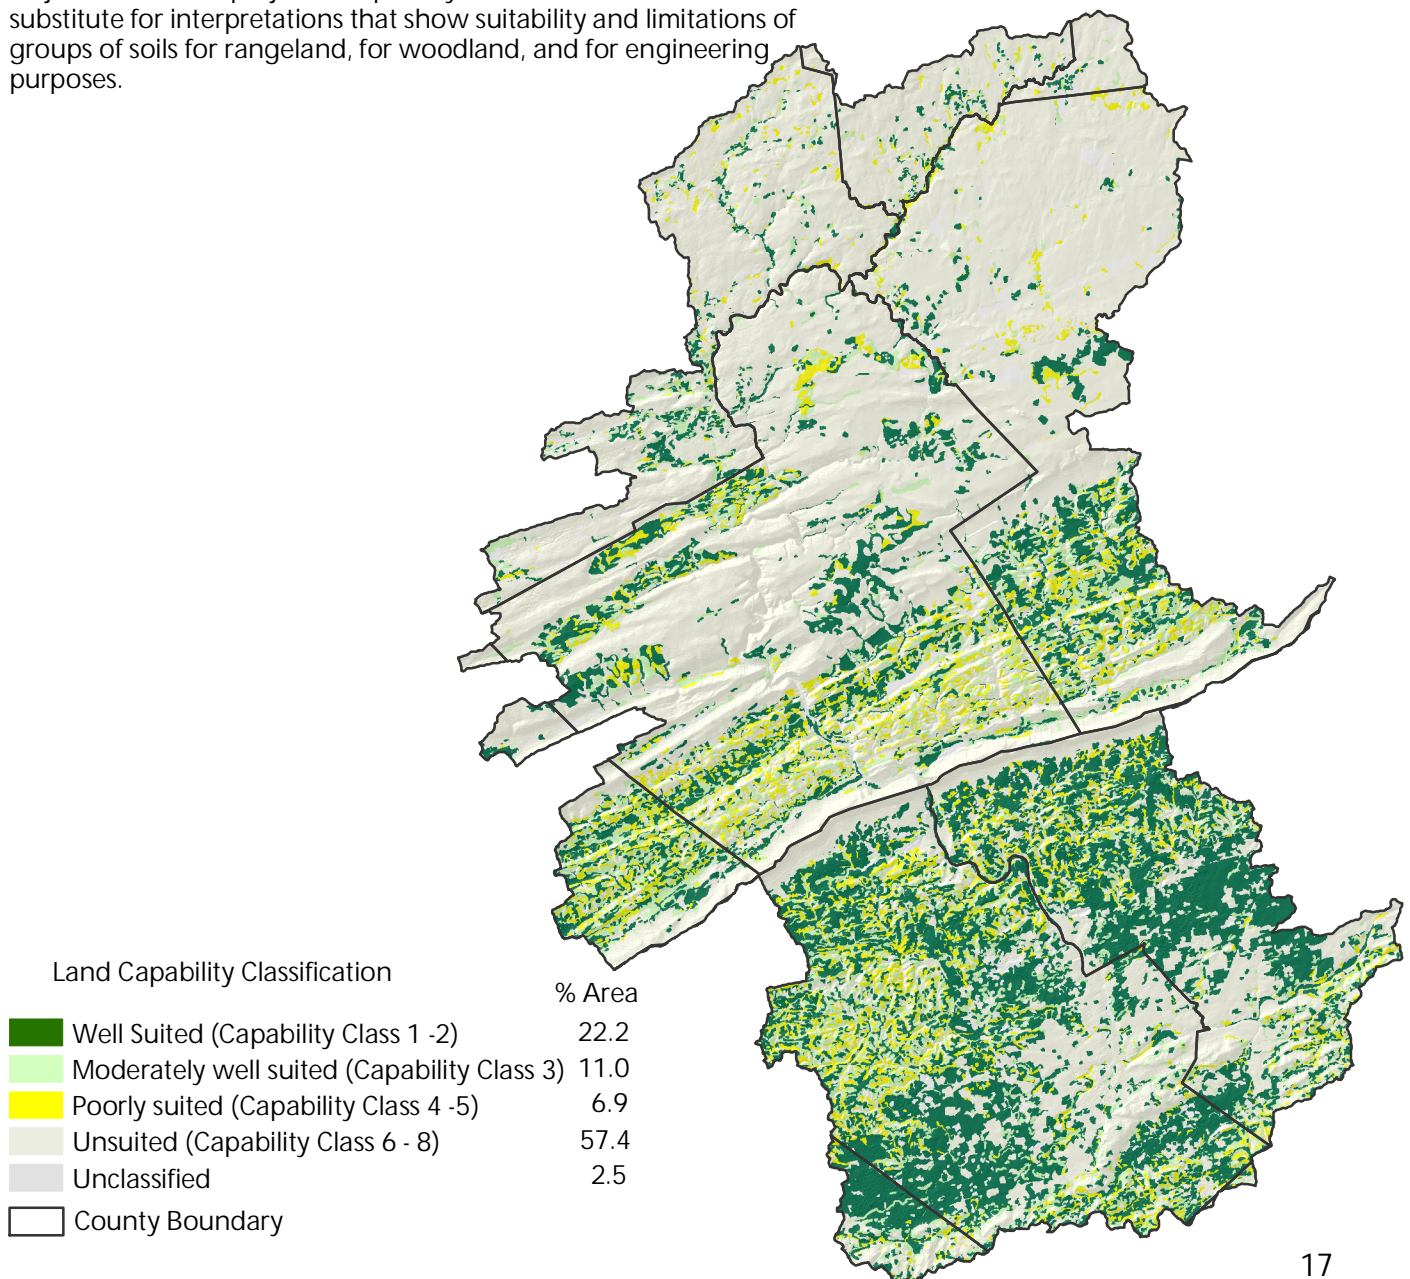 substitute for interpretations that show suitability and limitations of
groups of soils for rangeland, for woodland, and for engineering
purposes.
Land Capability Classification
% Area
Well Suited (Capability Class 1 -2) 22.2
Moderately well suited (Capability Class 3) 11.0
Poorly suited (Capability Class 4 -5) 6.9
Unsuited (Capability Class 6 - 8) 57.4
Unclassified 2.5
County Boundary
17